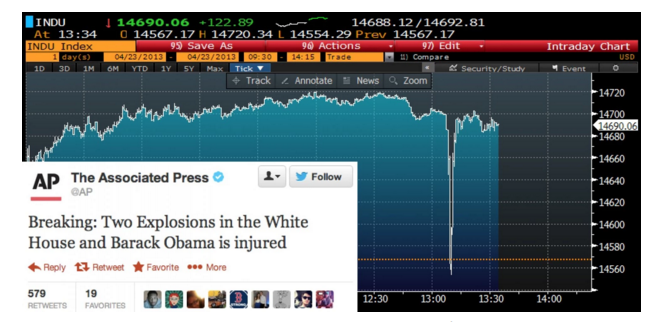 INDU ↓ 14690.06 +122.89 14688.12/14692.81
At 13:34 O 14567.17 H 14720.34 L 14554.29 Prev 14567.17
INDU Index 95) Save As 96) Actions 97) Edit Intraday Chart
1 day(s) 04/23/2013 - 04/23/2013 09:30 - 14:15 Trade Compare USD
1D 3D 1M 6M YTD 1Y 5Y Max Tick ▼ Security/Study Event
Track Annotate News Zoom
14720
14700
14690.06
14680
14660
14640
14620
14600
14580
14560
AP The Associated Press
@AP
Follow
Breaking: Two Explosions in the White
House and Barack Obama is injured
Reply Retweet Favorite More
579 19
RETWEETS FAVORITES
12:30 13:00 13:30 14:00